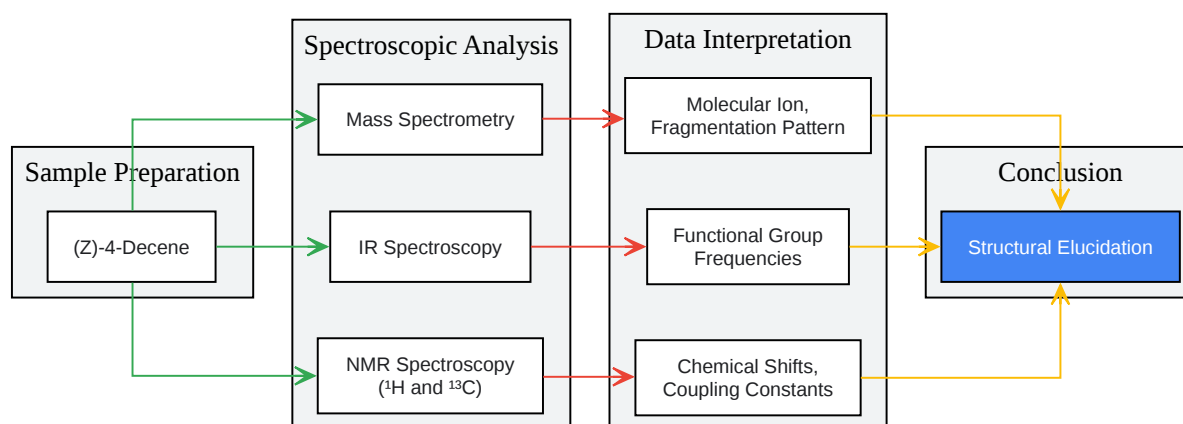 Sample Preparation
(Z)-4-Decene
Spectroscopic Analysis
Mass Spectrometry
IR Spectroscopy
NMR Spectroscopy
(¹H and ¹³C)
Data Interpretation
Molecular Ion,
Fragmentation Pattern
Functional Group
Frequencies
Chemical Shifts,
Coupling Constants
Conclusion
Structural Elucidation